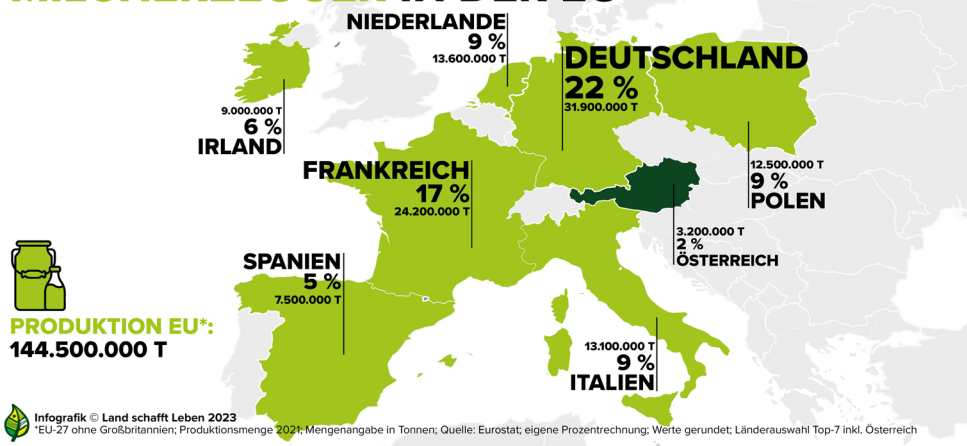 NIEDERLANDE
9 %
13.600.000 T
DEUTSCHLAND
22 %
31.900.000 T
9.000.000 T
6 %
IRLAND
FRANKREICH
17 %
24.200.000 T
12.500.000 T
9 %
POLEN
3.200.000 T
2 %
ÖSTERREICH
SPANIEN
5 %
7.500.000 T
13.100.000 T
9 %
ITALIEN
PRODUKTION EU*:
144.500.000 T
Infografik © Land schafft Leben 2023
*EU-27 ohne Großbritannien; Produktionsmenge 2021; Mengenangabe in Tonnen; Quelle: Eurostat; eigene Prozentrechnung; Werte gerundet; Länderauswahl Top-7 inkl. Österreich